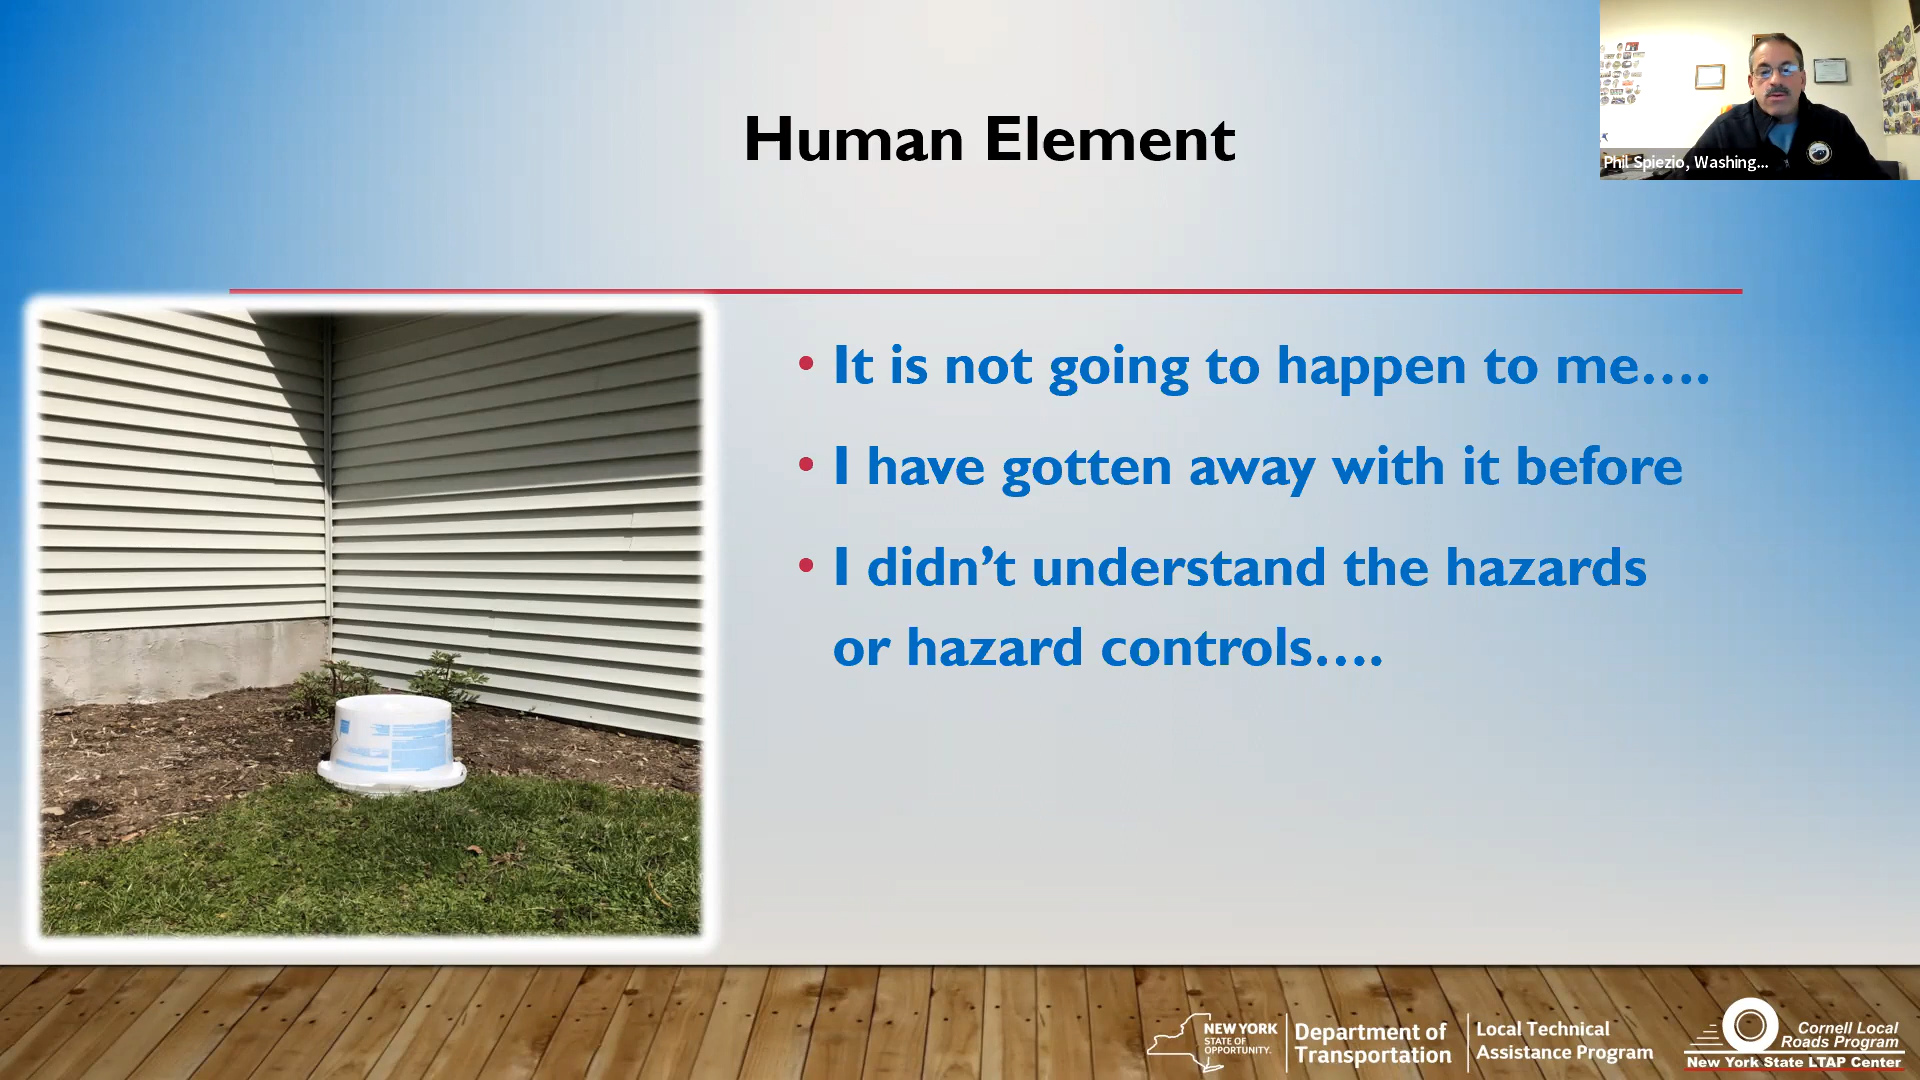 Human Element
Phil Spiezio, Washing...
• It is not going to happen to me....
• I have gotten away with it before
• I didn't understand the hazards
or hazard controls....
NEW YORK
STATE OF
OPPORTUNITY.
Department of
Transportation
Local Technical
Assistance Program
Cornell Local
Roads Program
New York State LTAP Center